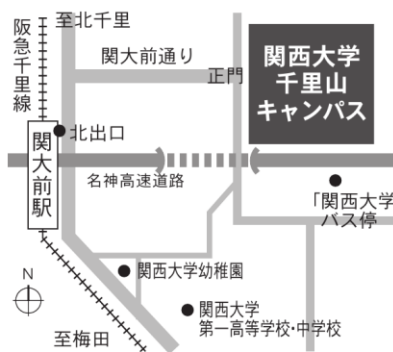 至北千里
阪急千里線
関大前通り
正門
関西大学
千里山
キャンパス
北出口
関大前駅
名神高速道路
「関西大学
バス停
N
関西大学幼稚園
関西大学
第一高等学校・中学校
至梅田